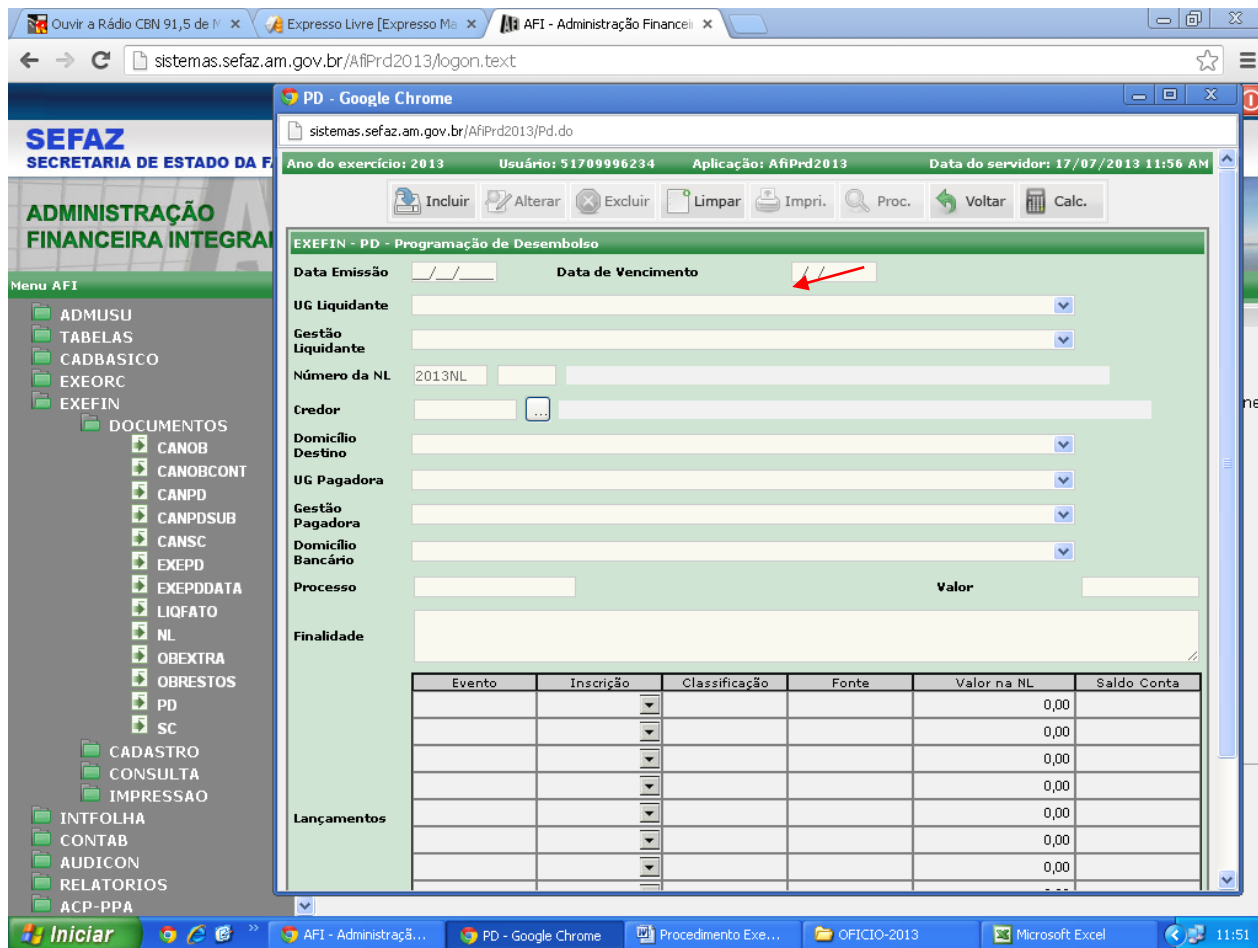 Ouvir a Rádio CBN 91,5 de M
Expresso Livre [Expresso Ma
AFI - Administração Financei
sistemas.sefaz.am.gov.br/AfiPrd2013/logon.text
PD - Google Chrome
sistemas.sefaz.am.gov.br/AfiPrd2013/Pd.do
SEFAZ
SECRETARIA DE ESTADO DA FA
Ano do exercício: 2013 Usuário: 51709996234 Aplicação: AfiPrd2013 Data do servidor: 17/07/2013 11:56 AM
ADMINISTRAÇÃO
FINANCEIRA INTEGRA
Incluir Alterar Excluir Limpar Impri. Proc. Voltar Calc.
EXEFIN - PD - Programação de Desembolso
Data Emissão __/__/____ Data de Vencimento / /
UG Liquidante
Gestão
Liquidante
Número da NL 2013NL
Credor ...
Domicílio
Destino
UG Pagadora
Gestão
Pagadora
Domicílio
Bancário
Processo Valor
Finalidade
Evento Inscrição Classificação Fonte Valor na NL Saldo Conta
0,00
0,00
0,00
0,00
0,00
0,00
0,00
Lançamentos
Menu AFI
ADMUSU
TABELAS
CADBASICO
EXEORC
EXEFIN
DOCUMENTOS
CANOB
CANOBCONT
CANPD
CANPDSUB
CANSC
EXEPD
EXEPDDATA
LIQFATO
NL
OBEXTRA
OBRESTOS
PD
SC
CADASTRO
CONSULTA
IMPRESSAO
INTFOLHA
CONTAB
AUDICON
RELATORIOS
ACP-PPA
ne
Iniciar
AFI - Administraçã...
PD - Google Chrome
Procedimento Exe...
OFICIO-2013
Microsoft Excel
11:51